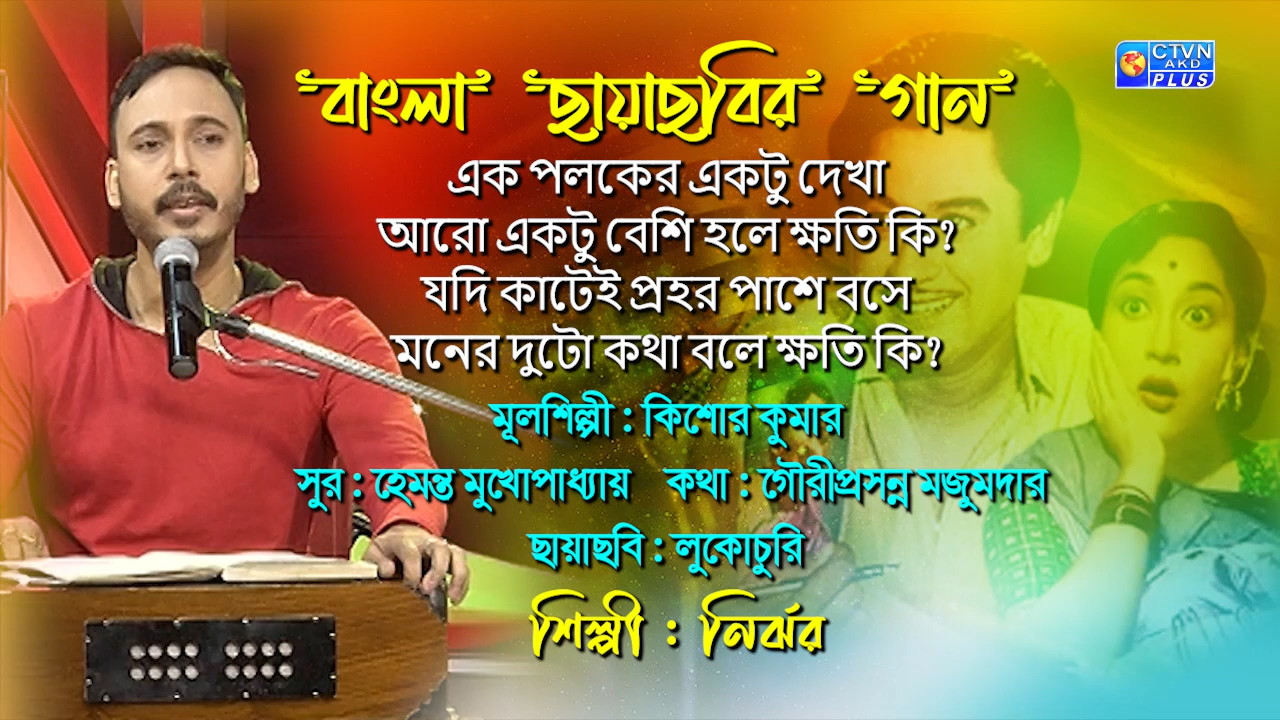 বাংলা ছায়াছবির গান
CTVN
AKD
PLUS
এক পলকের একটু দেখা
আরো একটু বেশি হলে ক্ষতি কি?
যদি কাটেই প্রহর পাশে বসে
মনের দুটো কথা বলে ক্ষতি কি?
মূলশিল্পী : কিশোর কুমার
সুর : হেমন্ত মুখোপাধ্যায় কথা : গৌরীপ্রসন্ন মজুমদার
ছায়াছবি : লুকোচুরি
শিল্পী : নির্ঝর